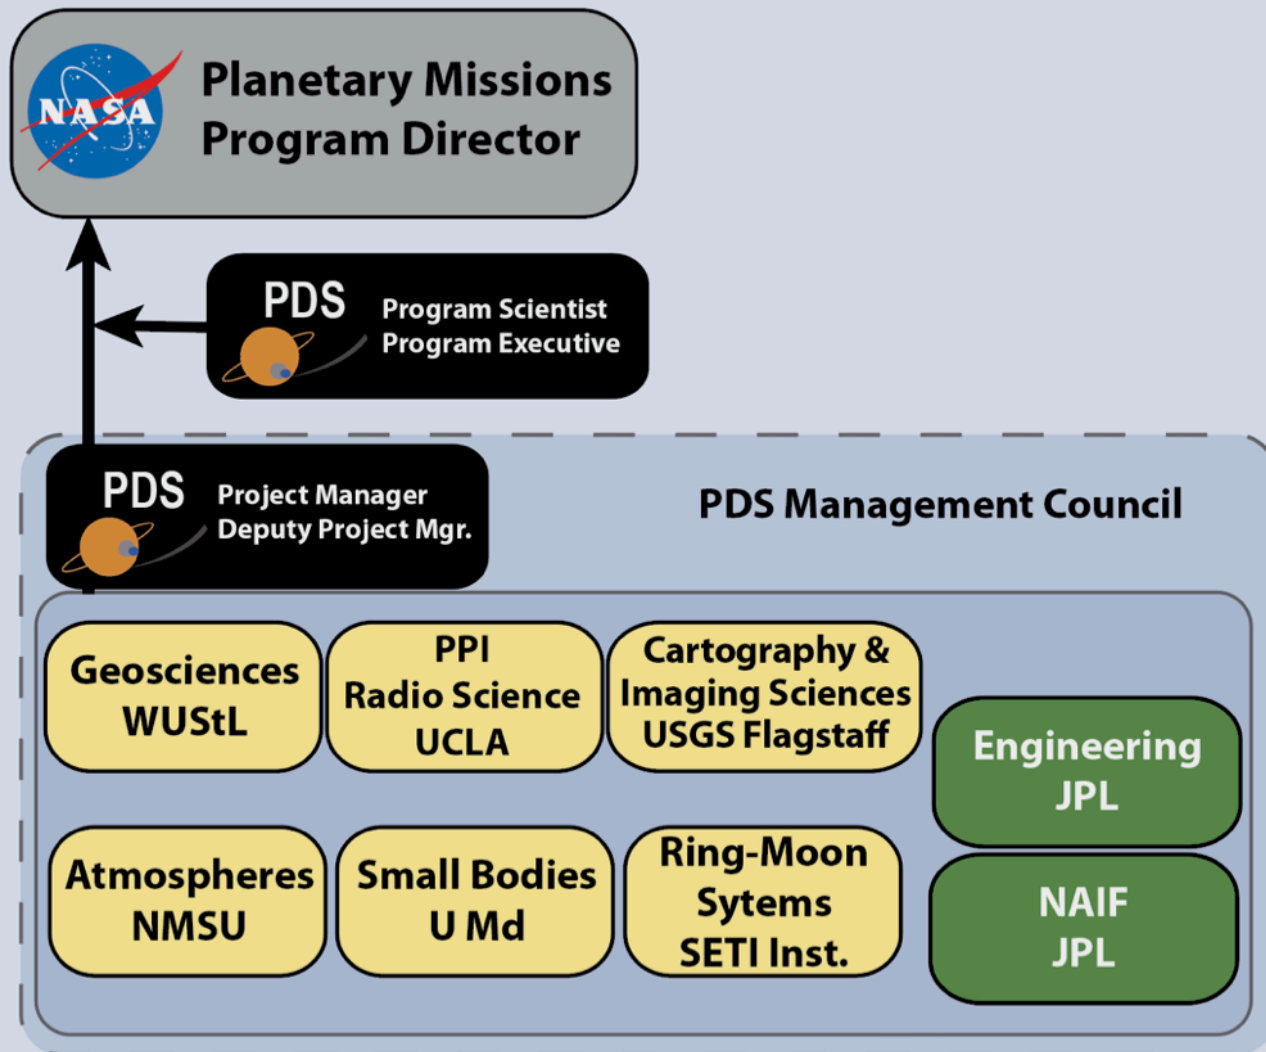 NASA
Planetary Missions
Program Director
PDS
Program Scientist
Program Executive
PDS
Project Manager
Deputy Project Mgr.
PDS Management Council
Geosciences
WUStL
PPI
Radio Science
UCLA
Cartography &
Imaging Sciences
USGS Flagstaff
Engineering
JPL
Atmospheres
NMSU
Small Bodies
U Md
Ring-Moon
Sytems
SETI Inst.
NAIF
JPL